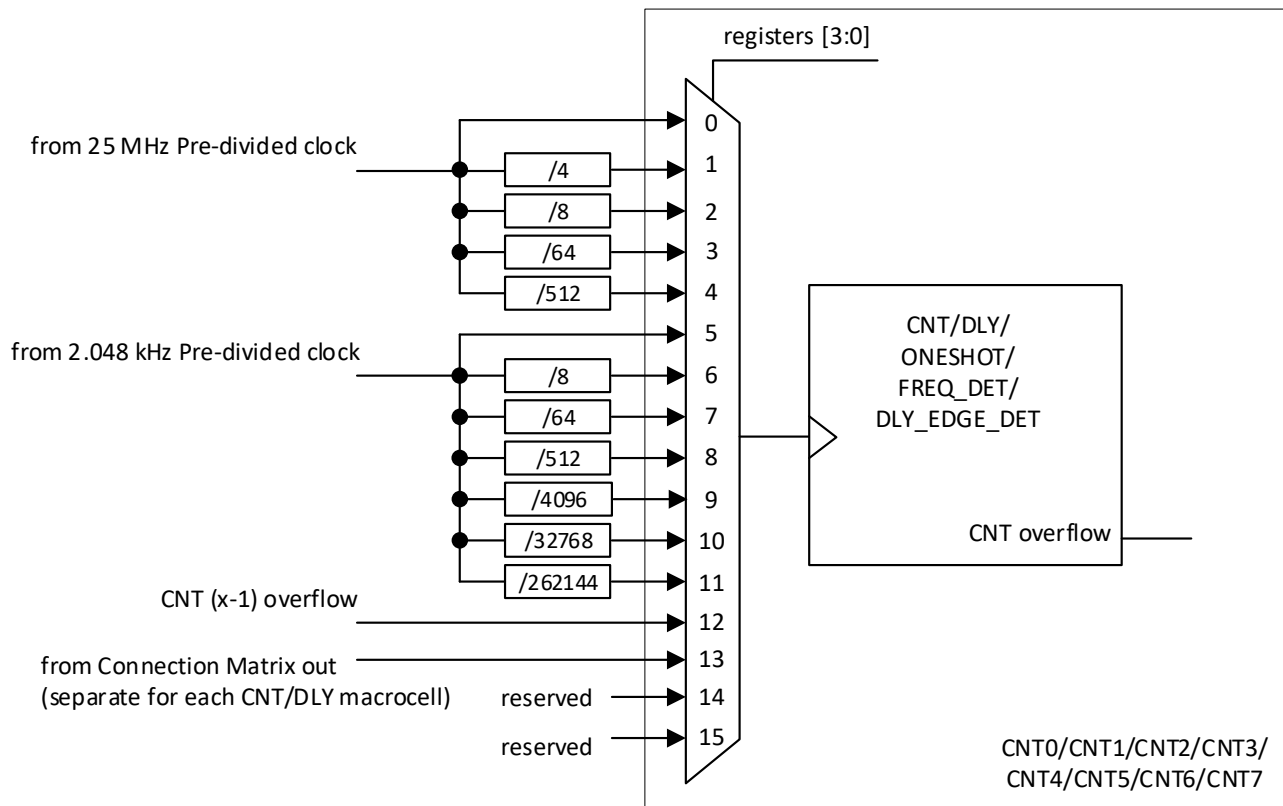 registers [3:0]
from 25 MHz Pre-divided clock
0
/4
1
/8
2
/64
3
/512
4
from 2.048 kHz Pre-divided clock
5
/8
6
/64
7
/512
8
/4096
9
/32768
10
/262144
11
CNT (x-1) overflow
12
from Connection Matrix out
(separate for each CNT/DLY macrocell)
13
reserved
14
reserved
15
CNT/DLY/
ONESHOT/
FREQ_DET/
DLY_EDGE_DET
CNT overflow
CNT0/CNT1/CNT2/CNT3/
CNT4/CNT5/CNT6/CNT7